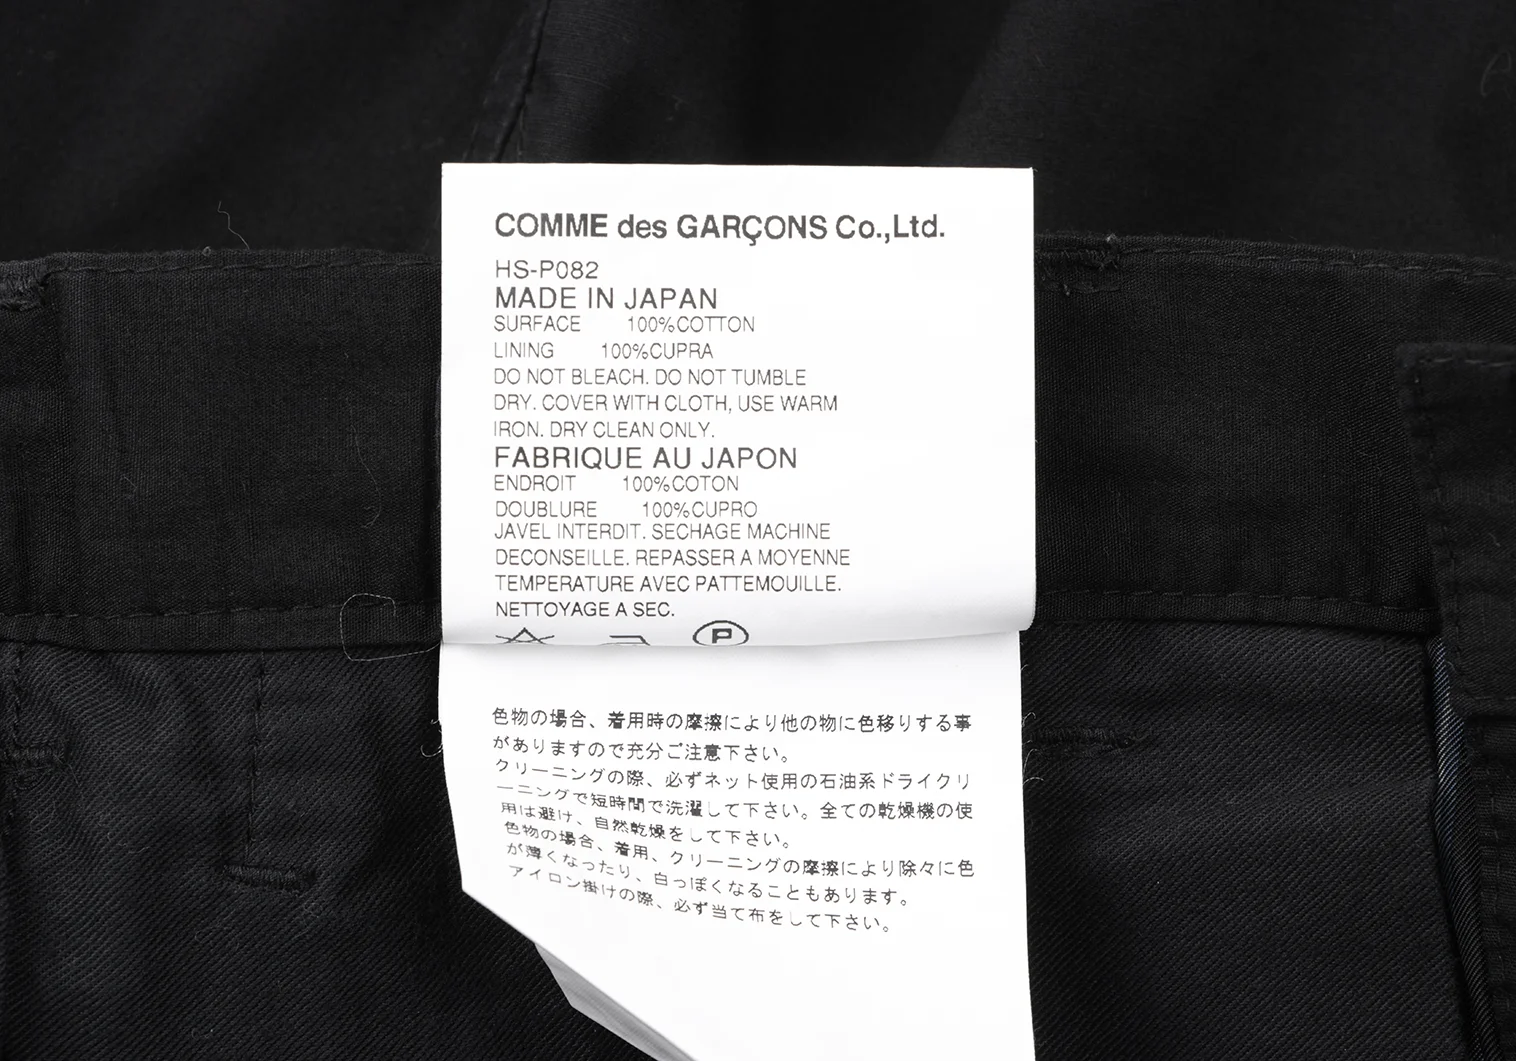 COMME des GARÇONS Co.,Ltd.
HS-P082
MADE IN JAPAN
SURFACE 100%COTTON
LINING 100%CUPRA
DO NOT BLEACH. DO NOT TUMBLE
DRY. COVER WITH CLOTH, USE WARM
IRON. DRY CLEAN ONLY.
FABRIQUE AU JAPON
ENDROIT 100%COTON
DOUBLURE 100%CUPRO
JAVEL INTERDIT. SECHAGE MACHINE
DECONSEILLE. REPASSER A MOYENNE
TEMPERATURE AVEC PATTEMOUILLE.
NETTOYAGE A SEC.
P
色物の場合、着用時の摩擦により他の物に色移りする事
がありますので充分ご注意下さい。
クリーニングの際、必ずネット使用の石油系ドライクリ
ーニングで短時間で洗濯して下さい。全ての乾燥機の使
用は避け、自然乾燥をして下さい。
色物の場合、着用、クリーニングの摩擦により除々に色
が薄くなったり、白っぽくなることもあります。
アイロン掛けの際、必ず当て布をして下さい。